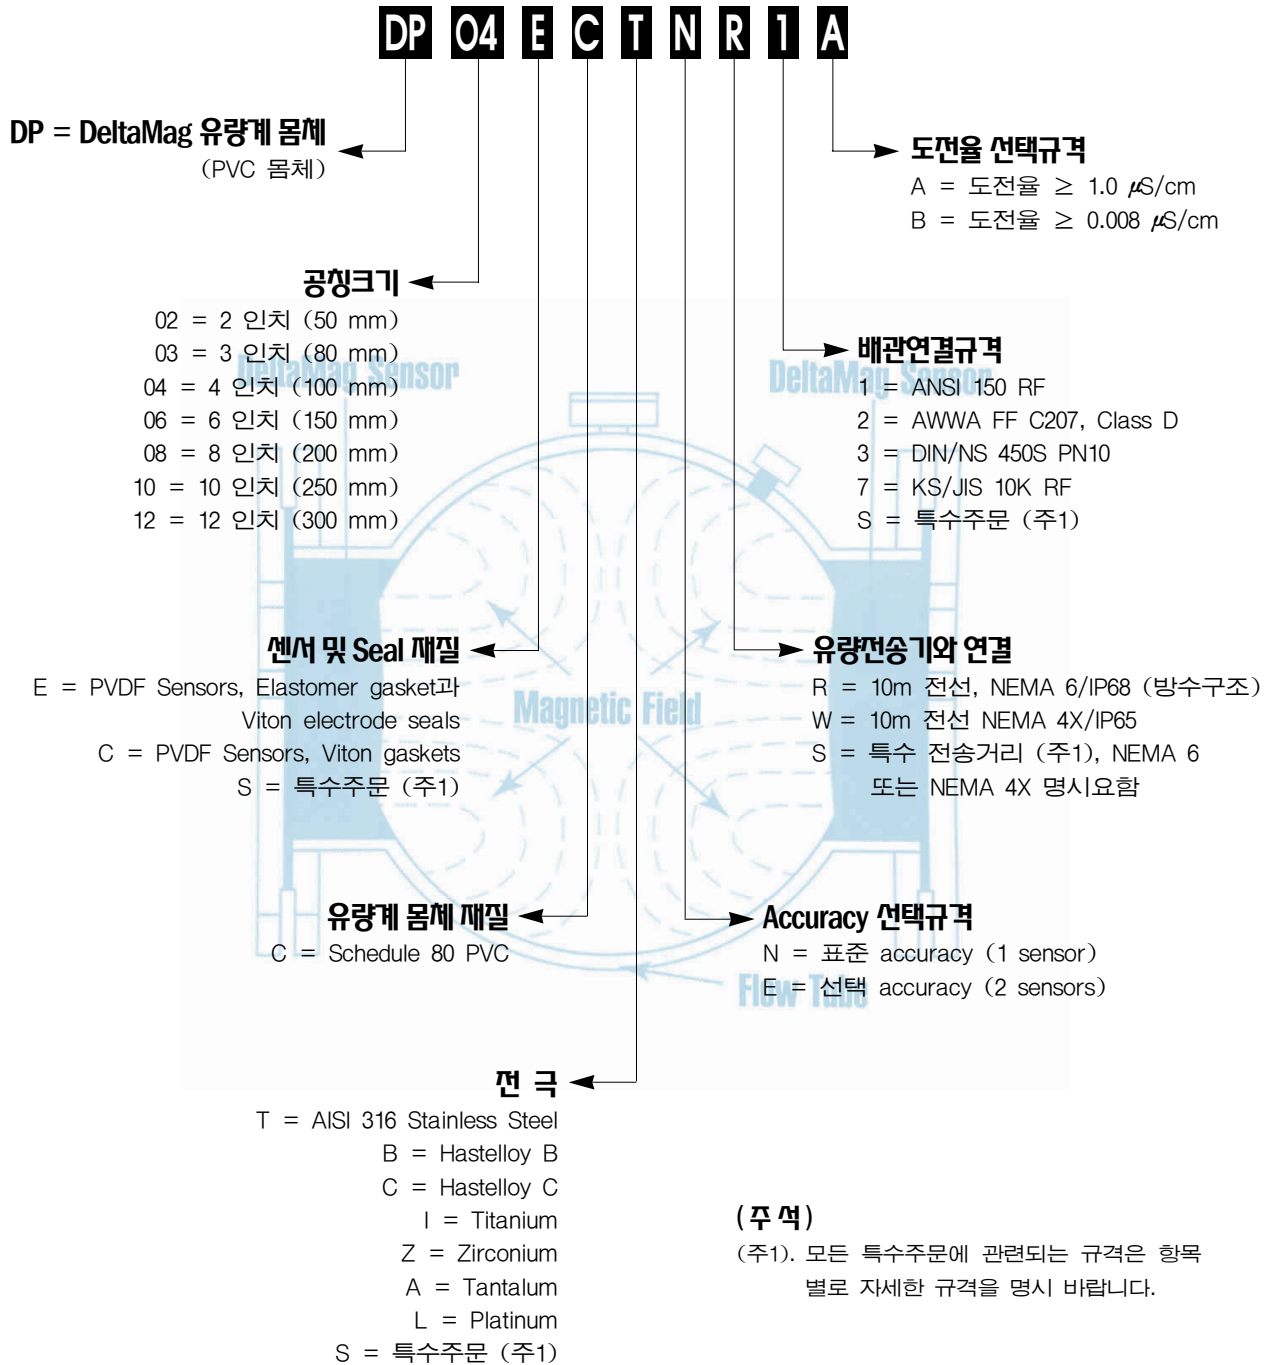 DP 04 E C T N R 1 A
DP = DeltaMag 유량계 몸체
(PVC 몸체)
도전율 선택규격
A = 도전율 ≥ 1.0 µS/cm
B = 도전율 ≥ 0.008 µS/cm
공칭크기
02 = 2 인치 (50 mm)
03 = 3 인치 (80 mm)
04 = 4 인치 (100 mm)
06 = 6 인치 (150 mm)
08 = 8 인치 (200 mm)
10 = 10 인치 (250 mm)
12 = 12 인치 (300 mm)
DeltaMag Sensor
DeltaMag Sensor
배관연결규격
1 = ANSI 150 RF
2 = AWWA FF C207, Class D
3 = DIN/NS 450S PN10
7 = KS/JIS 10K RF
S = 특수주문 (주1)
센서 및 Seal 재질
E = PVDF Sensors, Elastomer gasket과
Viton electrode seals
C = PVDF Sensors, Viton gaskets
S = 특수주문 (주1)
Magnetic Field
유량전송기와 연결
R = 10m 전선, NEMA 6/IP68 (방수구조)
W = 10m 전선 NEMA 4X/IP65
S = 특수 전송거리 (주1), NEMA 6
또는 NEMA 4X 명시요함
유량계 몸체 재질
C = Schedule 80 PVC
Accuracy 선택규격
N = 표준 accuracy (1 sensor)
E = 선택 accuracy (2 sensors)
Flow Tube
전 극
T = AISI 316 Stainless Steel
B = Hastelloy B
C = Hastelloy C
I = Titanium
Z = Zirconium
A = Tantalum
L = Platinum
S = 특수주문 (주1)
(주 석)
(주1). 모든 특수주문에 관련되는 규격은 항목
별로 자세한 규격을 명시 바랍니다.